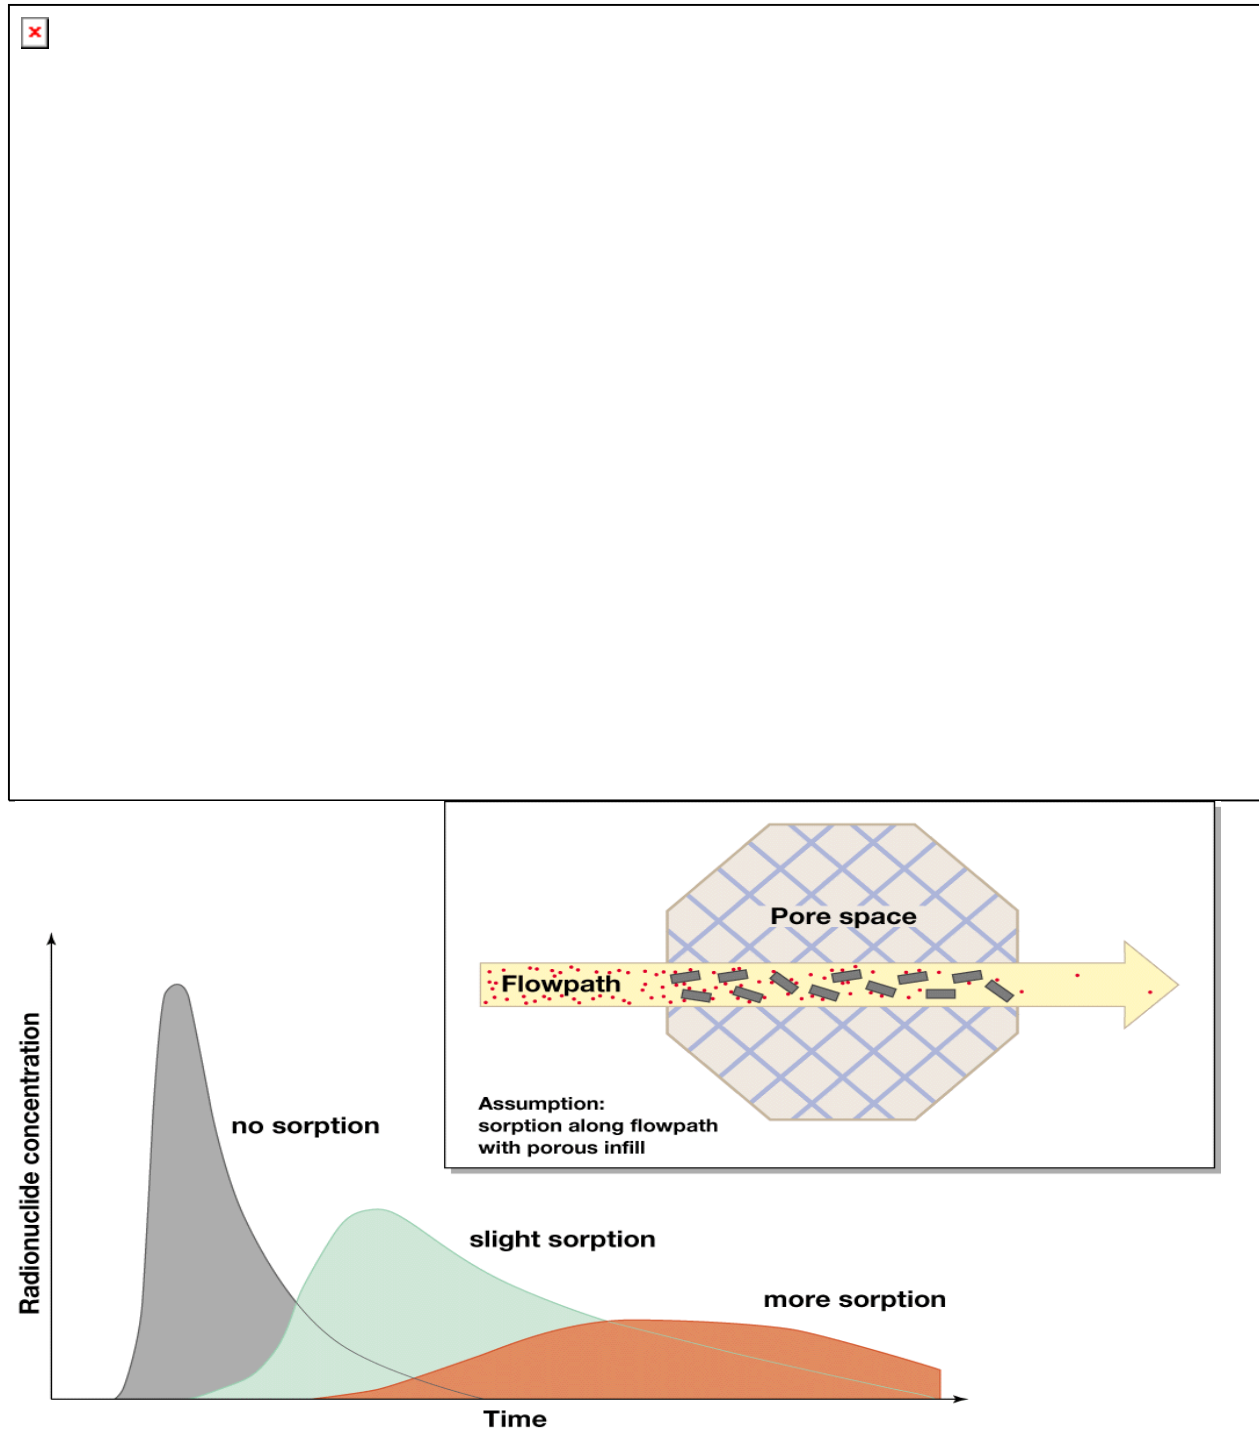 Pore space
Flowpath
Assumption:
sorption along flowpath
with porous infill
Radionuclide concentration
no sorption
slight sorption
more sorption
Time